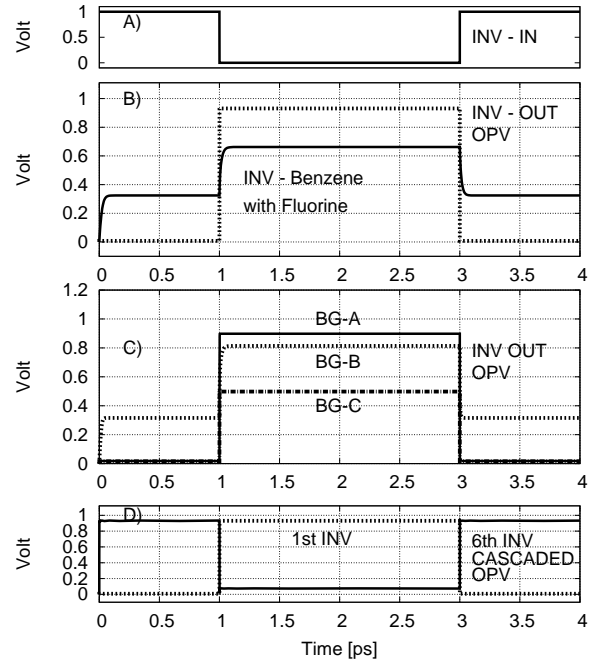 Volt
1
0.5
0
A)
INV - IN
Volt
1
0.8
0.6
0.4
0.2
0
B)
INV - OUT
OPV
INV - Benzene
with Fluorine
0 0.5 1 1.5 2 2.5 3 3.5 4
Volt
1.2
1
0.8
0.6
0.4
0.2
0
C)
BG-A
BG-B
BG-C
INV OUT
OPV
0 0.5 1 1.5 2 2.5 3 3.5 4
Volt
1
0.8
0.6
0.4
0.2
0
D)
1st INV
6th INV
CASCADED
OPV
0 0.5 1 1.5 2 2.5 3 3.5 4
Time [ps]